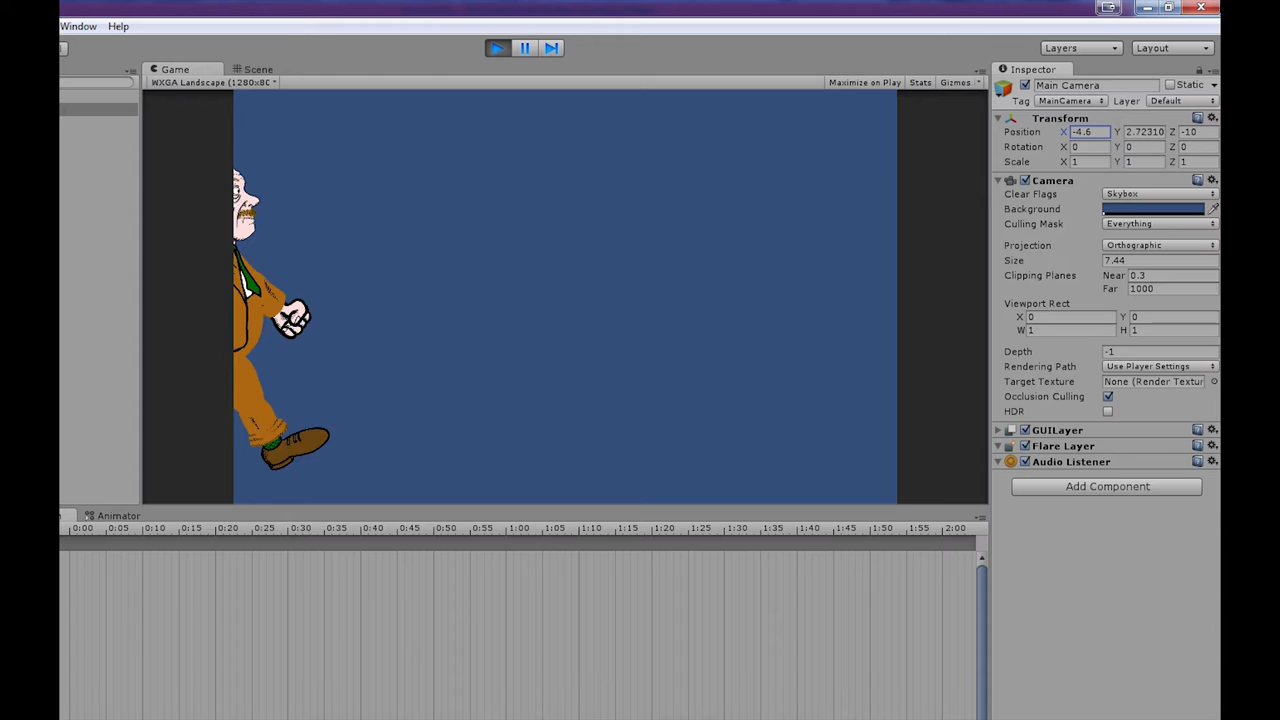 Window Help
Layers Layout
Game Scene Inspector
WXGA Landscape (1280x80 Maximize on Play Stats Gizmos
Main Camera Static
Tag MainCamera Layer Default
Transform
Position X -4.6 Y 2.72310 Z -10
Rotation X 0 Y 0 Z 0
Scale X 1 Y 1 Z 1
Camera
Clear Flags Skybox
Background
Culling Mask Everything
Projection Orthographic
Size 7.44
Clipping Planes Near 0.3
Far 1000
Viewport Rect
X 0 Y 0
W 1 H 1
Depth -1
Rendering Path Use Player Settings
Target Texture None (Render Textur
Occlusion Culling
HDR
GUILayer
Flare Layer
Audio Listener
Add Component
Animator
0:00 0:05 0:10 0:15 0:20 0:25 0:30 0:35 0:40 0:45 0:50 0:55 1:00 1:05 1:10 1:15 1:20 1:25 1:30 1:35 1:40 1:45 1:50 1:55 2:00